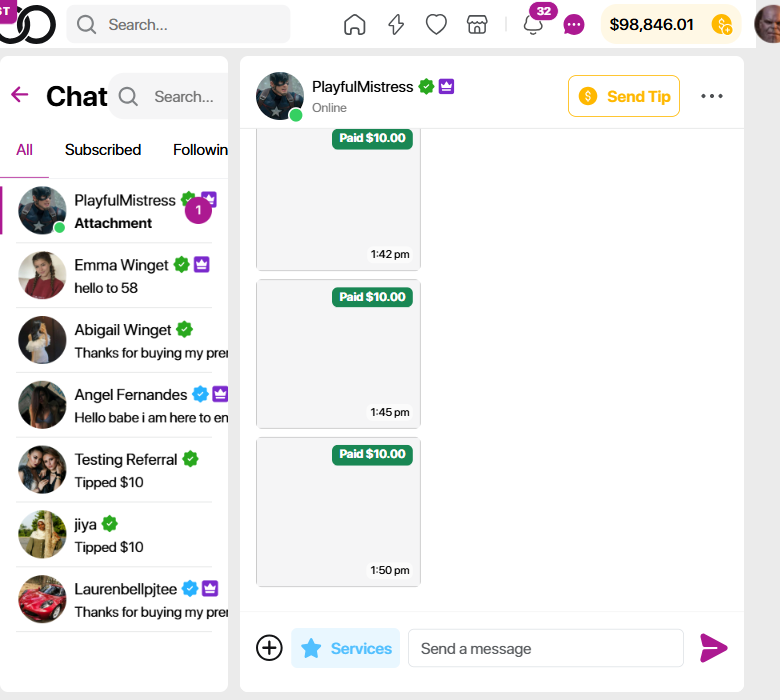 ST
Search...
32
$98,846.01
Chat
Search...
All
Subscribed
Followin
PlayfulMistress
Attachment
1
Emma Winget
hello to 58
Abigail Winget
Thanks for buying my prer
Angel Fernandes
Hello babe i am here to en
Testing Referral
Tipped $10
jiya
Tipped $10
Laurenbellpjtee
Thanks for buying my prer
PlayfulMistress
Online
Send Tip
Paid $10.00
1:42 pm
Paid $10.00
1:45 pm
Paid $10.00
1:50 pm
Services
Send a message